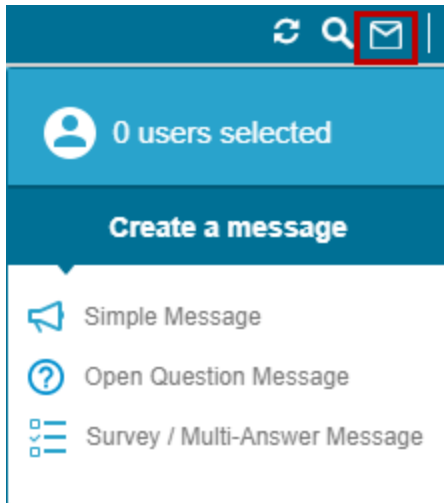 0 users selected
Create a message
Simple Message
Open Question Message
Survey / Multi-Answer Message